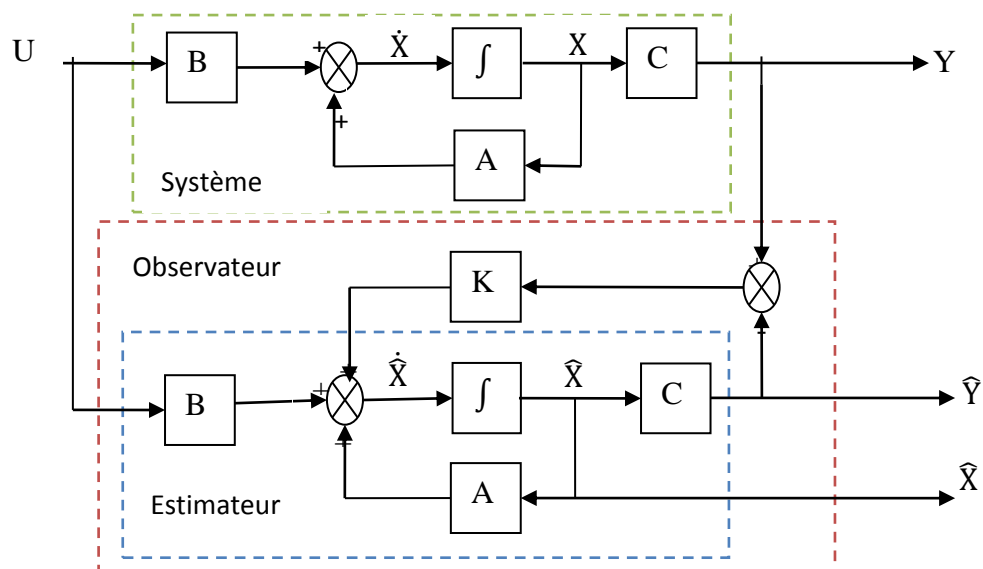 U
B
+
Ẋ
∫
X
C
Y
+
A
Système
Observateur
K
+
-
B
+
+
X̂̇
∫
X̂
C
Ŷ
+
A
X̂
Estimateur